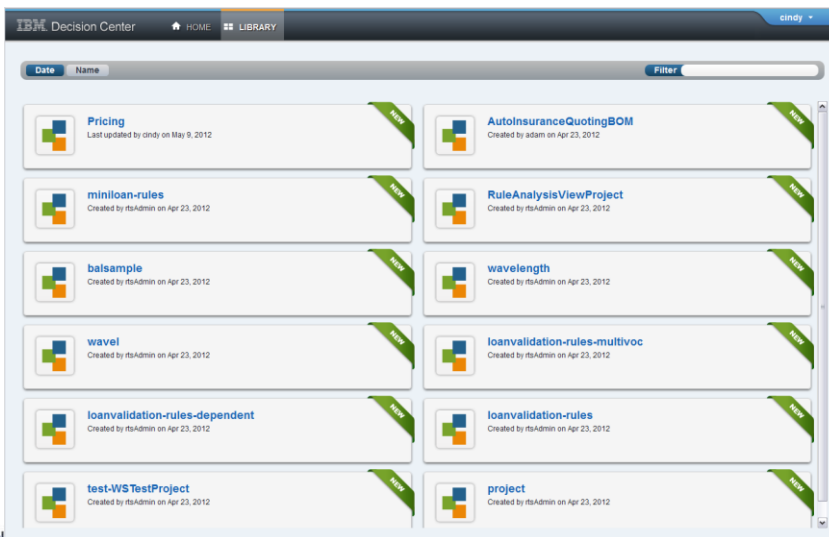 IBM. Decision Center HOME LIBRARY cindy
Date Name Filter
Pricing
Last updated by cindy on May 9, 2012
NEW
AutoInsuranceQuotingBOM
Created by adam on Apr 23, 2012
NEW
miniloan-rules
Created by rtsAdmin on Apr 23, 2012
NEW
RuleAnalysisViewProject
Created by rtsAdmin on Apr 23, 2012
NEW
balsample
Created by rtsAdmin on Apr 23, 2012
NEW
wavelength
Created by rtsAdmin on Apr 23, 2012
NEW
wavel
Created by rtsAdmin on Apr 23, 2012
NEW
loanvalidation-rules-multivoc
Created by rtsAdmin on Apr 23, 2012
NEW
loanvalidation-rules-dependent
Created by rtsAdmin on Apr 23, 2012
NEW
loanvalidation-rules
Created by rtsAdmin on Apr 23, 2012
NEW
test-WSTestProject
Created by rtsAdmin on Apr 23, 2012
NEW
project
Created by rtsAdmin on Apr 23, 2012
NEW